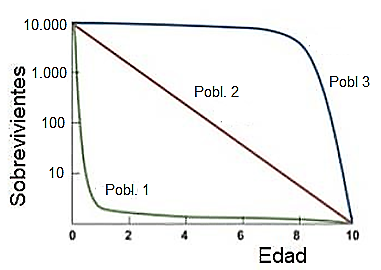 10.000
1.000
100
10
Sobrevivientes
Pobl. 1
Pobl. 2
Pobl 3
0 2 4 6 8 10
Edad